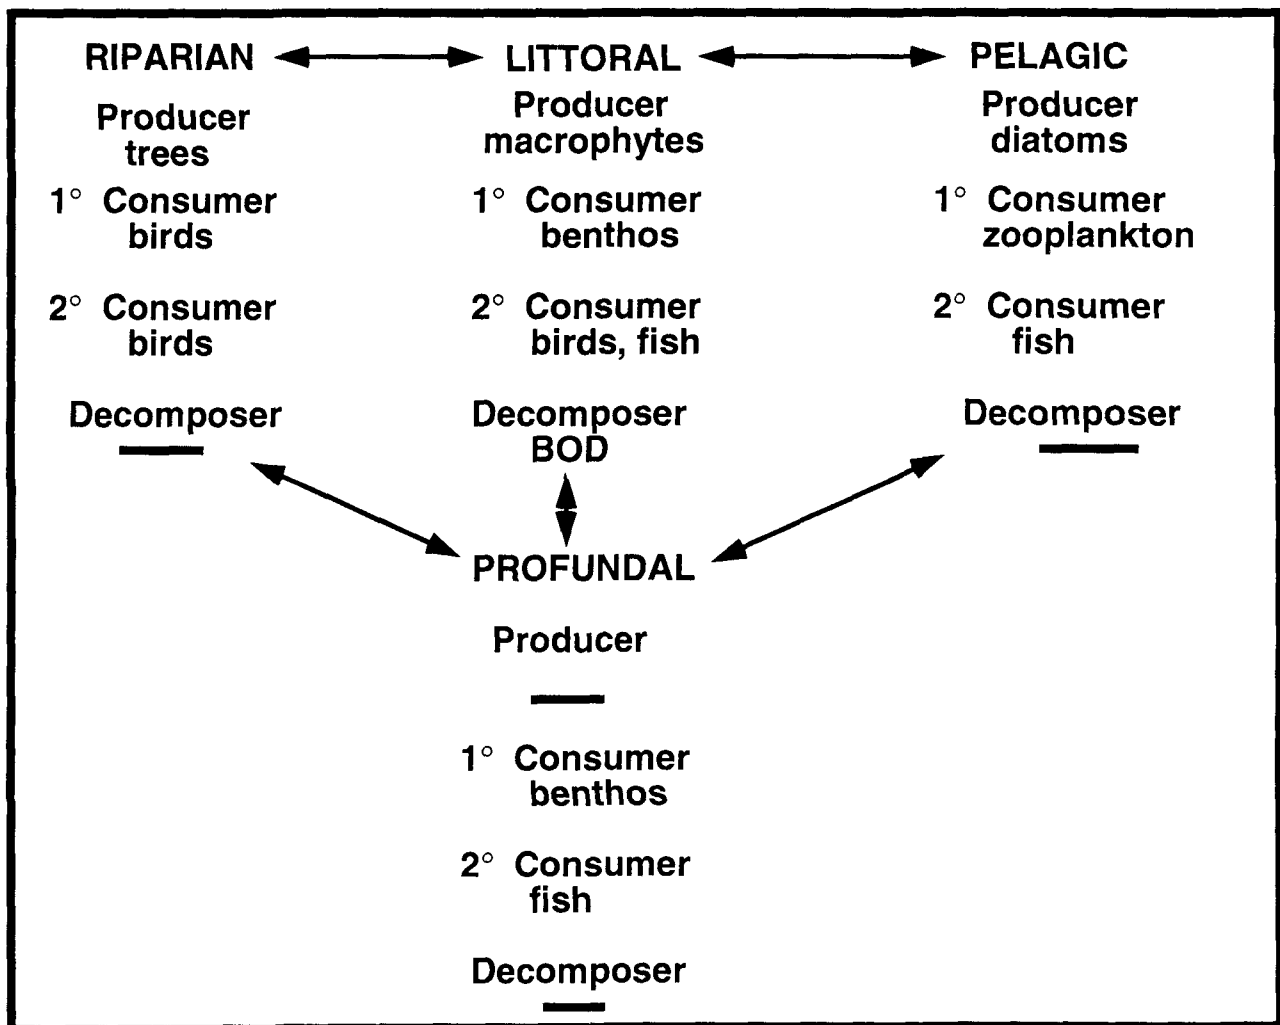 RIPARIAN
Producer
trees
1° Consumer
birds
2° Consumer
birds
Decomposer
LITTORAL
Producer
macrophytes
1° Consumer
benthos
2° Consumer
birds, fish
Decomposer
BOD
PELAGIC
Producer
diatoms
1° Consumer
zooplankton
2° Consumer
fish
Decomposer
PROFUNDAL
Producer
1° Consumer
benthos
2° Consumer
fish
Decomposer